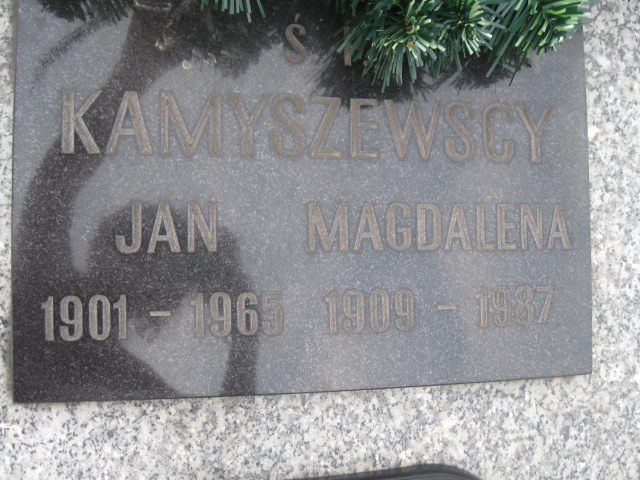 Ś
KAMYSZEWSCY
JAN MAGDALENA
1901 - 1965 1909 - 1987